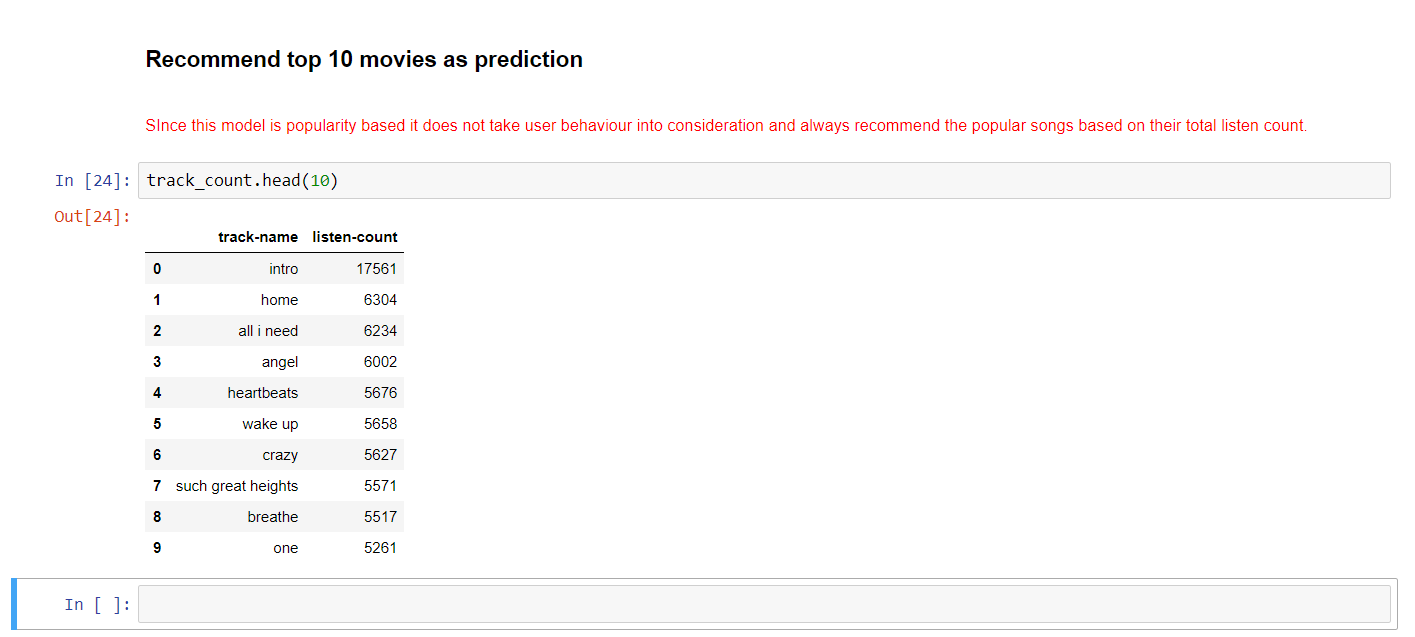 Recommend top 10 movies as prediction
SInce this model is popularity based it does not take user behaviour into consideration and always recommend the popular songs based on their total listen count.
In [24]: track_count.head(10)
Out[24]:
track-name listen-count
0 intro 17561
1 home 6304
2 all i need 6234
3 angel 6002
4 heartbeats 5676
5 wake up 5658
6 crazy 5627
7 such great heights 5571
8 breathe 5517
9 one 5261
In [ ]: